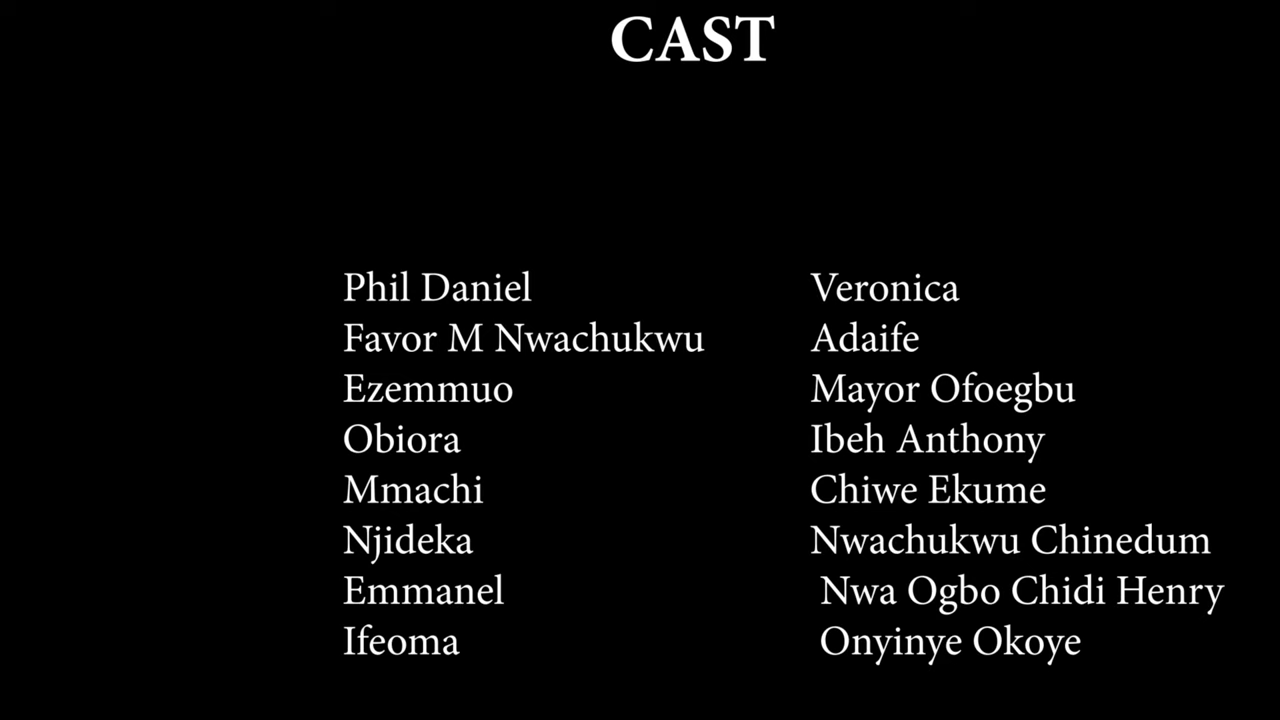 CAST
Phil Daniel Veronica
Favor M Nwachukwu Adaife
Ezemmuo Mayor Ofoegbu
Obiora Ibeh Anthony
Mmachi Chiwe Ekume
Njideka Nwachukwu Chinedum
Emmanel Nwa Ogbo Chidi Henry
Ifeoma Onyinye Okoye